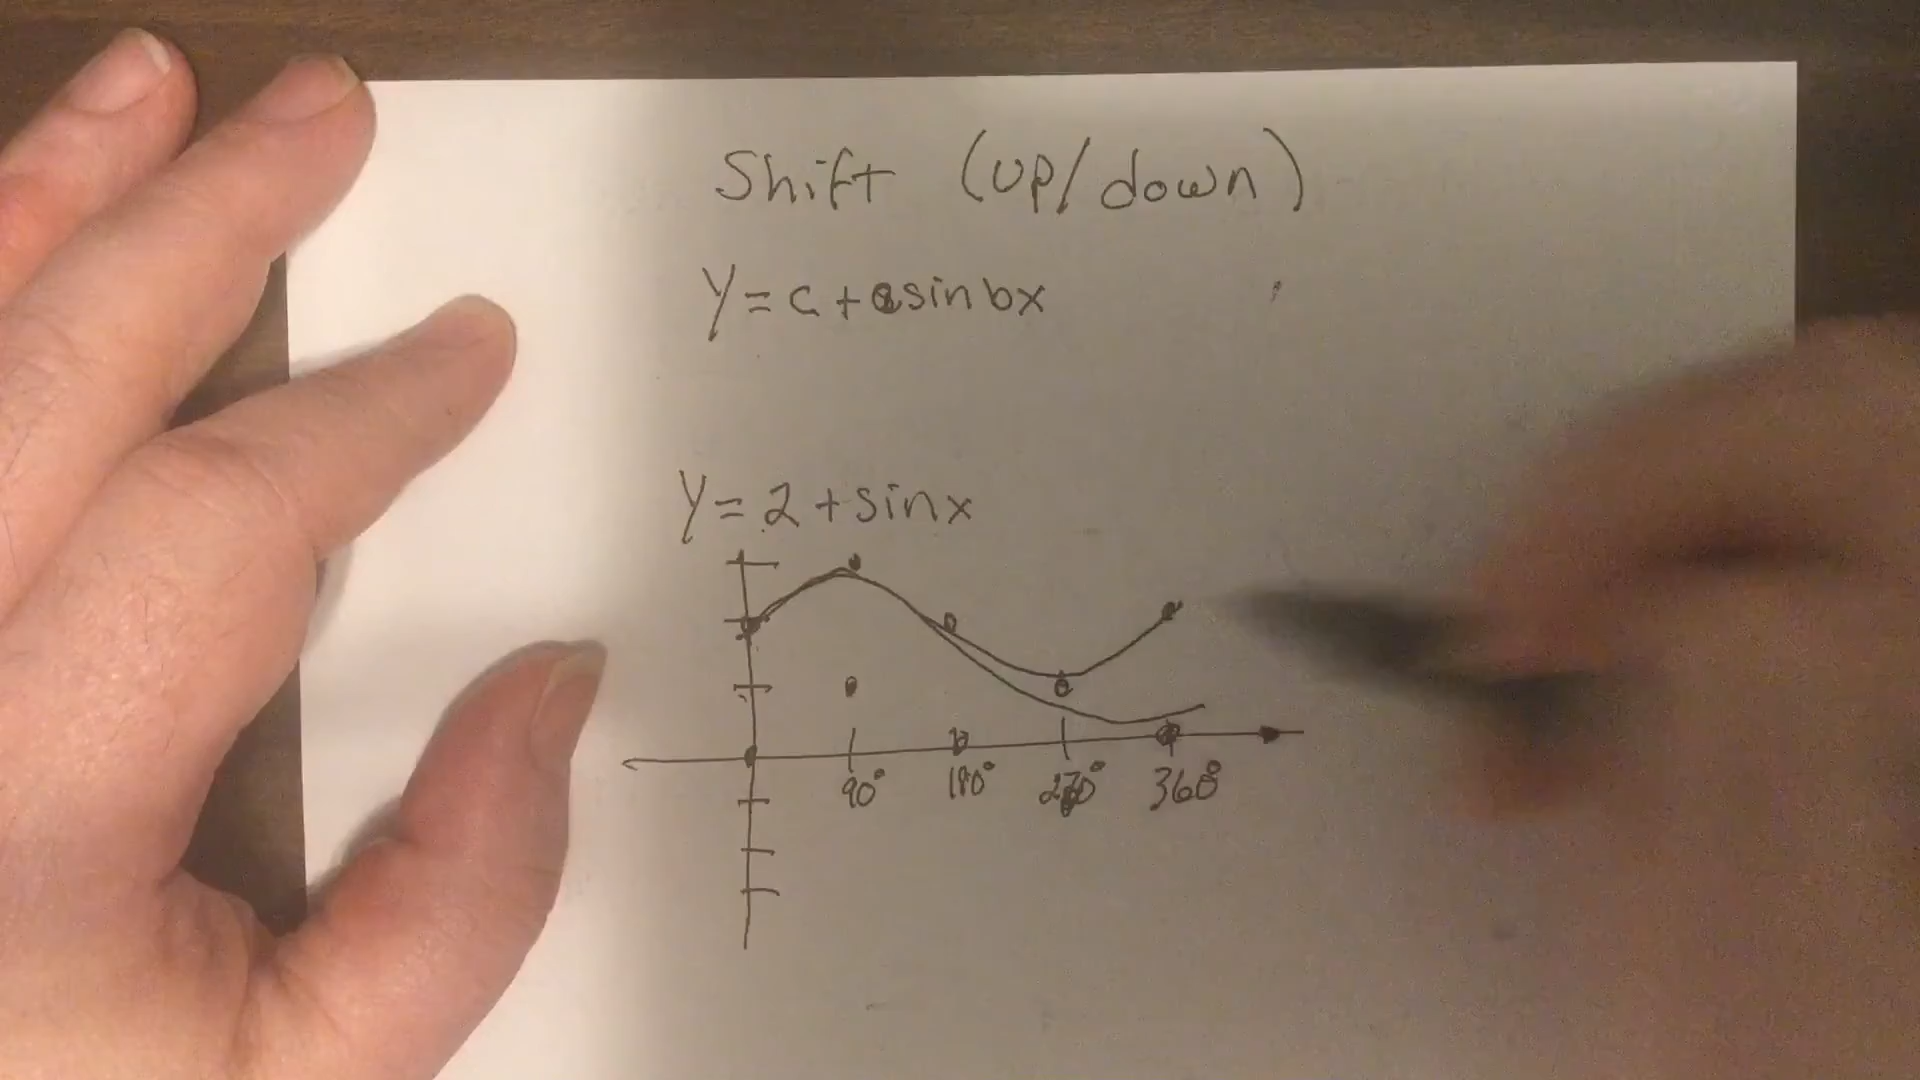 Shift (up/down)
y = c + asinbx
y = 2 + sinx
90° 180° 270° 360°